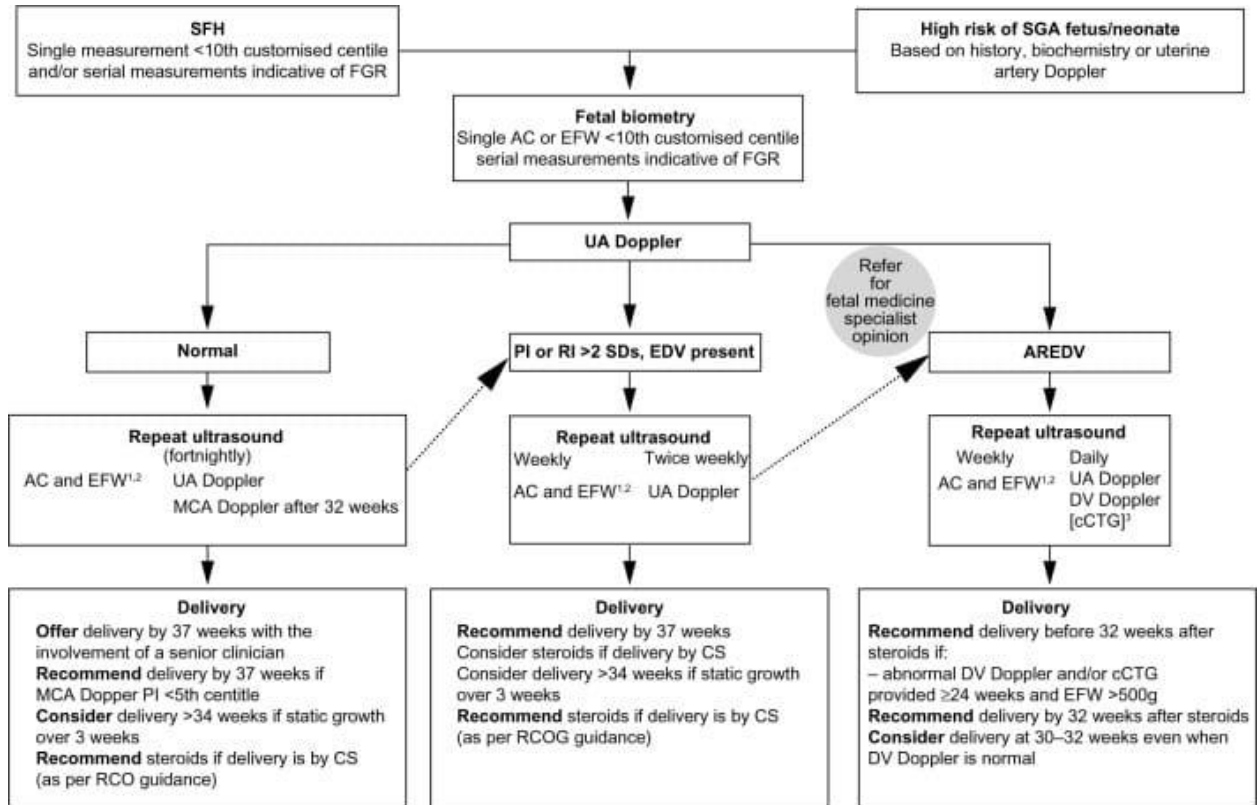 SFH
Single measurement <10th customised centile
and/or serial measurements indicative of FGR
High risk of SGA fetus/neonate
Based on history, biochemistry or uterine
artery Doppler
Fetal biometry
Single AC or EFW <10th customised centile
serial measurements indicative of FGR
UA Doppler
Refer
for
fetal medicine
specialist
opinion
Normal
PI or RI >2 SDs, EDV present
AREDV
Repeat ultrasound
(fortnightly)
AC and EFW¹,² UA Doppler
MCA Doppler after 32 weeks
Repeat ultrasound
Weekly Twice weekly
AC and EFW¹,² UA Doppler
Repeat ultrasound
Weekly Daily
AC and EFW¹,² UA Doppler
DV Doppler
[cCTG]³
Delivery
Offer delivery by 37 weeks with the
involvement of a senior clinician
Recommend delivery by 37 weeks if
MCA Dopper PI <5th centitle
Consider delivery >34 weeks if static growth
over 3 weeks
Recommend steroids if delivery is by CS
(as per RCO guidance)
Delivery
Recommend delivery by 37 weeks
Consider steroids if delivery by CS
Consider delivery >34 weeks if static growth
over 3 weeks
Recommend steroids if delivery is by CS
(as per RCOG guidance)
Delivery
Recommend delivery before 32 weeks after
steroids if:
– abnormal DV Doppler and/or cCTG
provided ≥24 weeks and EFW >500g
Recommend delivery by 32 weeks after steroids
Consider delivery at 30–32 weeks even when
DV Doppler is normal